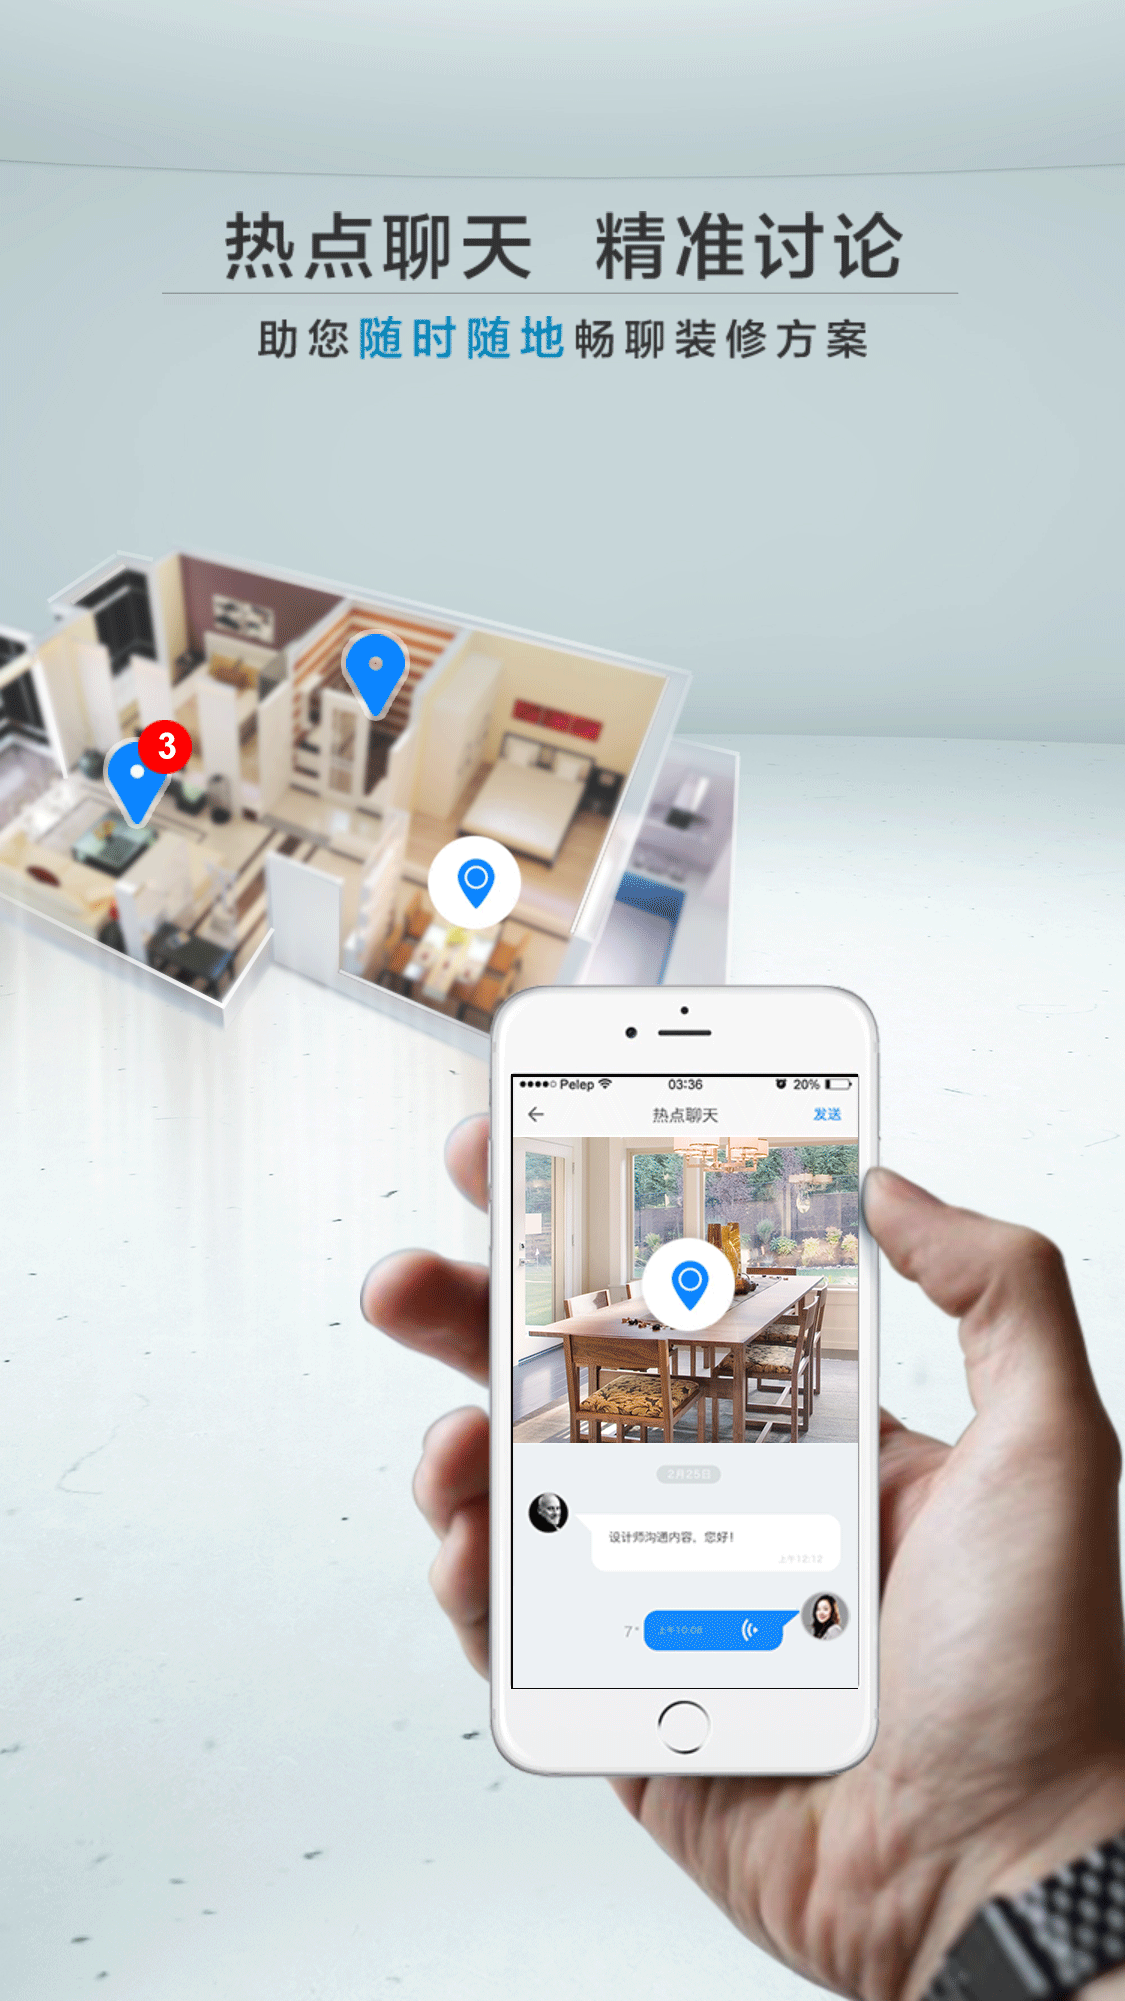 热点聊天 精准讨论
助您随时随地畅聊装修方案
3
Pelep 03:36 20%
热点聊天 发送
2月25日
设计师沟通内容，您好！
上午12:12
7" 上午10:08